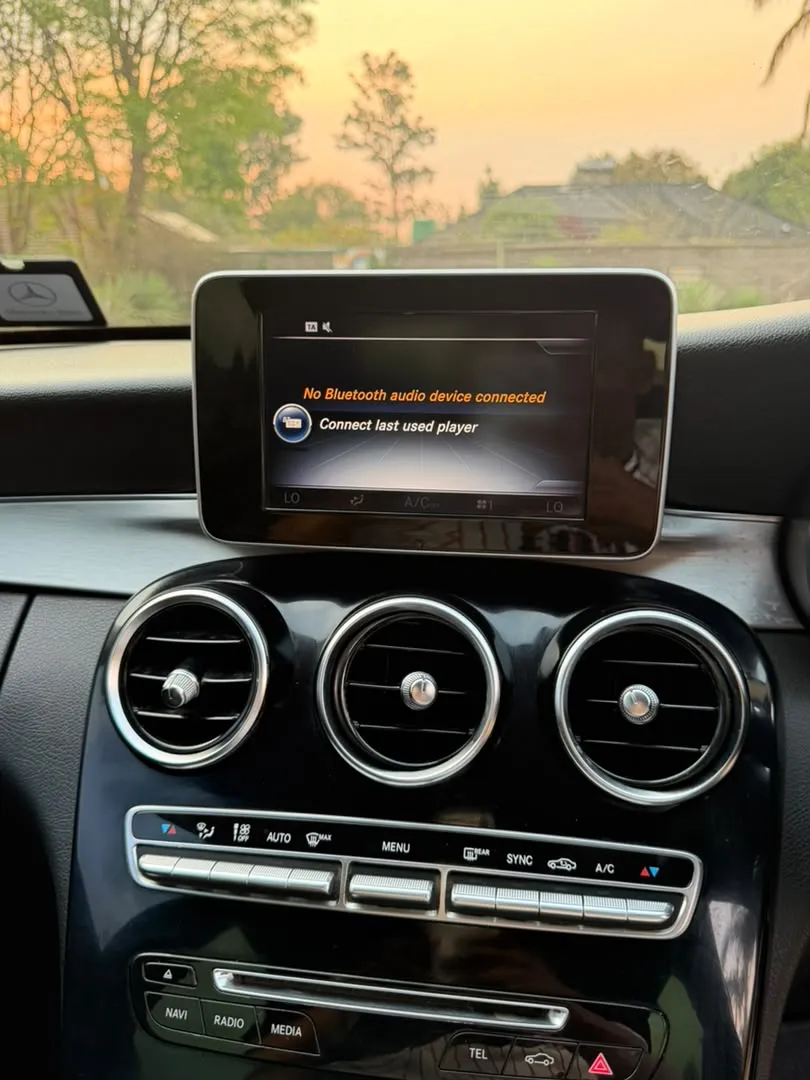 TA
No Bluetooth audio device connected
Connect last used player
LO A/C LO
OFF AUTO MAX MENU REAR SYNC A/C
NAVI RADIO MEDIA
TEL